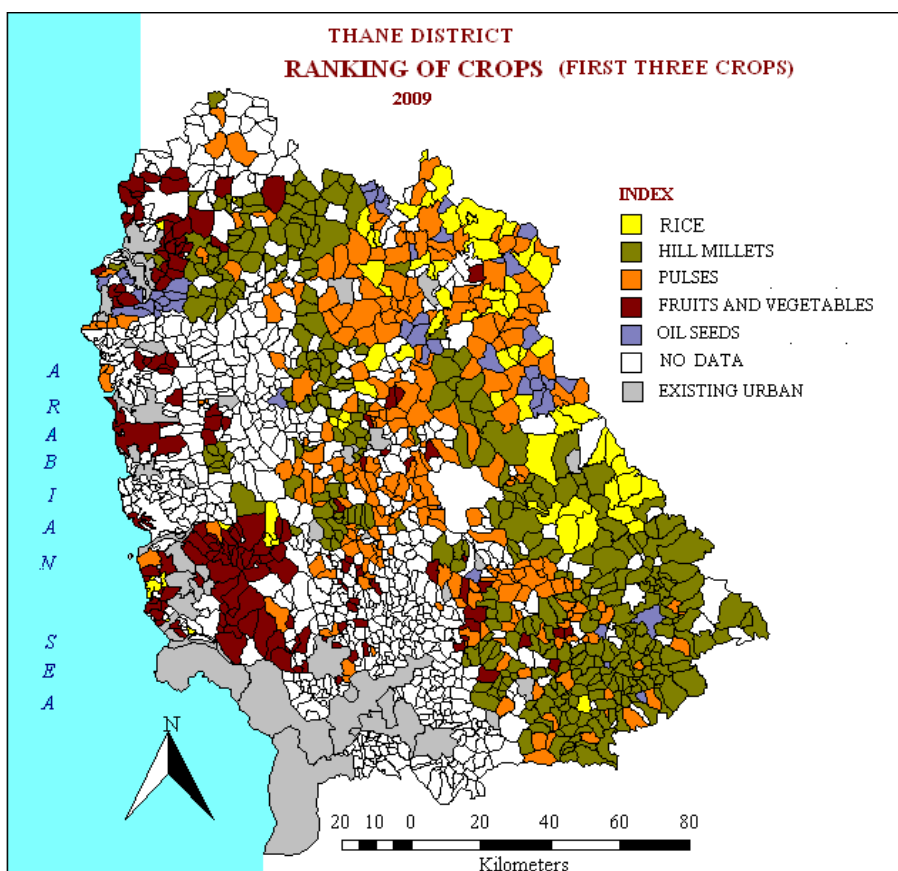 THANE DISTRICT
RANKING OF CROPS (FIRST THREE CROPS)
2009
INDEX
RICE
HILL MILLETS
PULSES
FRUITS AND VEGETABLES
OIL SEEDS
NO DATA
EXISTING URBAN
ARABIAN
SEA
N
20 10 0 20 40 60 80
Kilometers